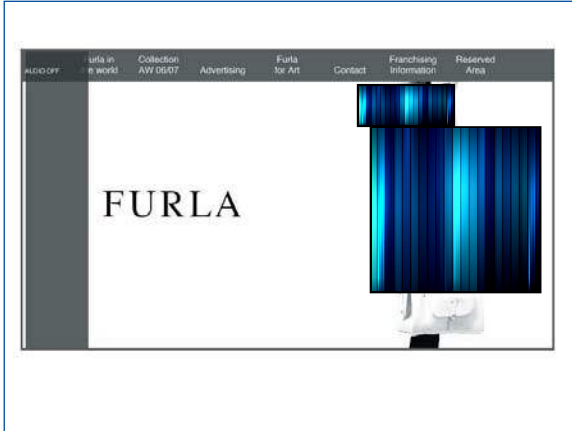 AUDIO OFF
urla in
e world
Collection
AW 06/07
Advertising
Furla
for Art
Contact
Franchising
Information
Reserved
Area
FURLA